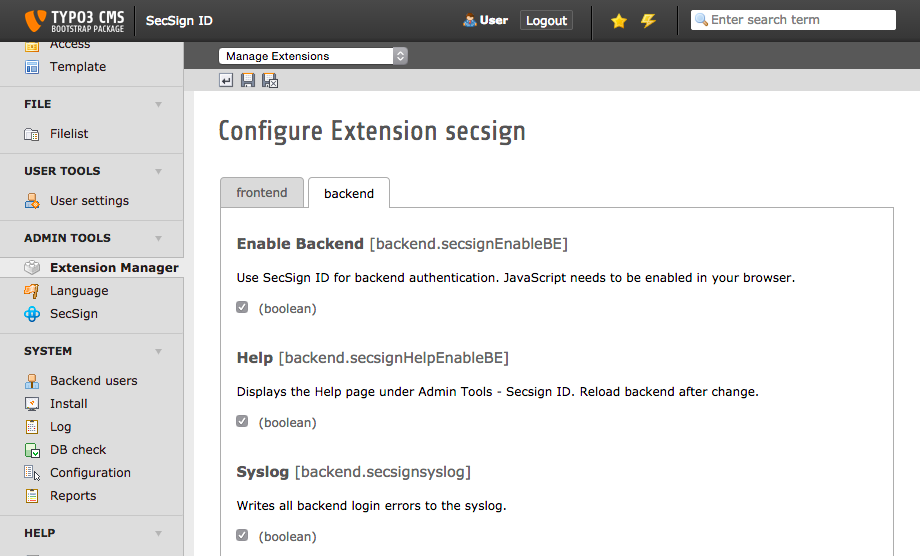 TYPO3 CMS
BOOTSTRAP PACKAGE
SecSign ID
User
Logout
Enter search term
Access
Template
FILE
Filelist
USER TOOLS
User settings
ADMIN TOOLS
Extension Manager
Language
SecSign
SYSTEM
Backend users
Install
Log
DB check
Configuration
Reports
HELP
Manage Extensions
Configure Extension secsign
frontend
backend
Enable Backend [backend.secsignEnableBE]
Use SecSign ID for backend authentication. JavaScript needs to be enabled in your browser.
(boolean)
Help [backend.secsignHelpEnableBE]
Displays the Help page under Admin Tools - Secsign ID. Reload backend after change.
(boolean)
Syslog [backend.secsignsyslog]
Writes all backend login errors to the syslog.
(boolean)